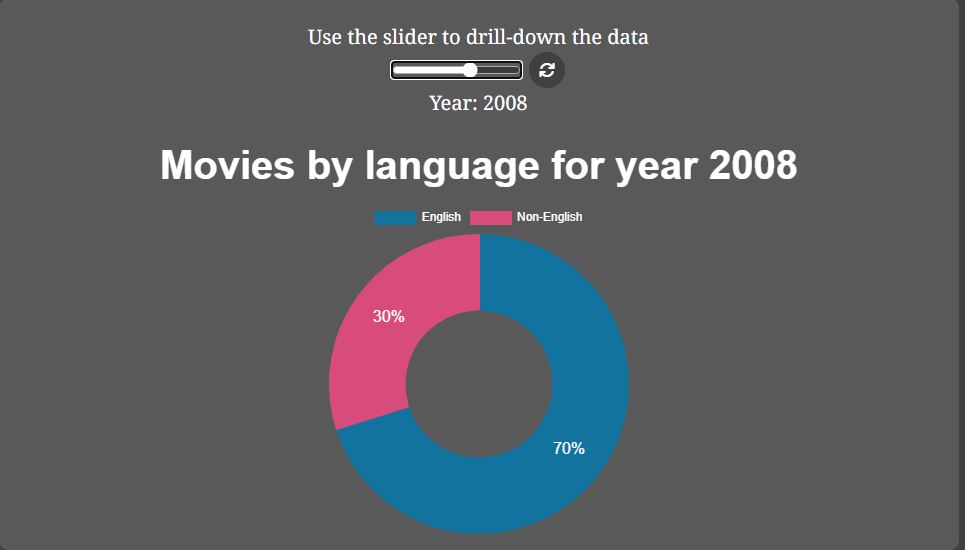 Use the slider to drill-down the data
Year: 2008
Movies by language for year 2008
English Non-English
30%
70%